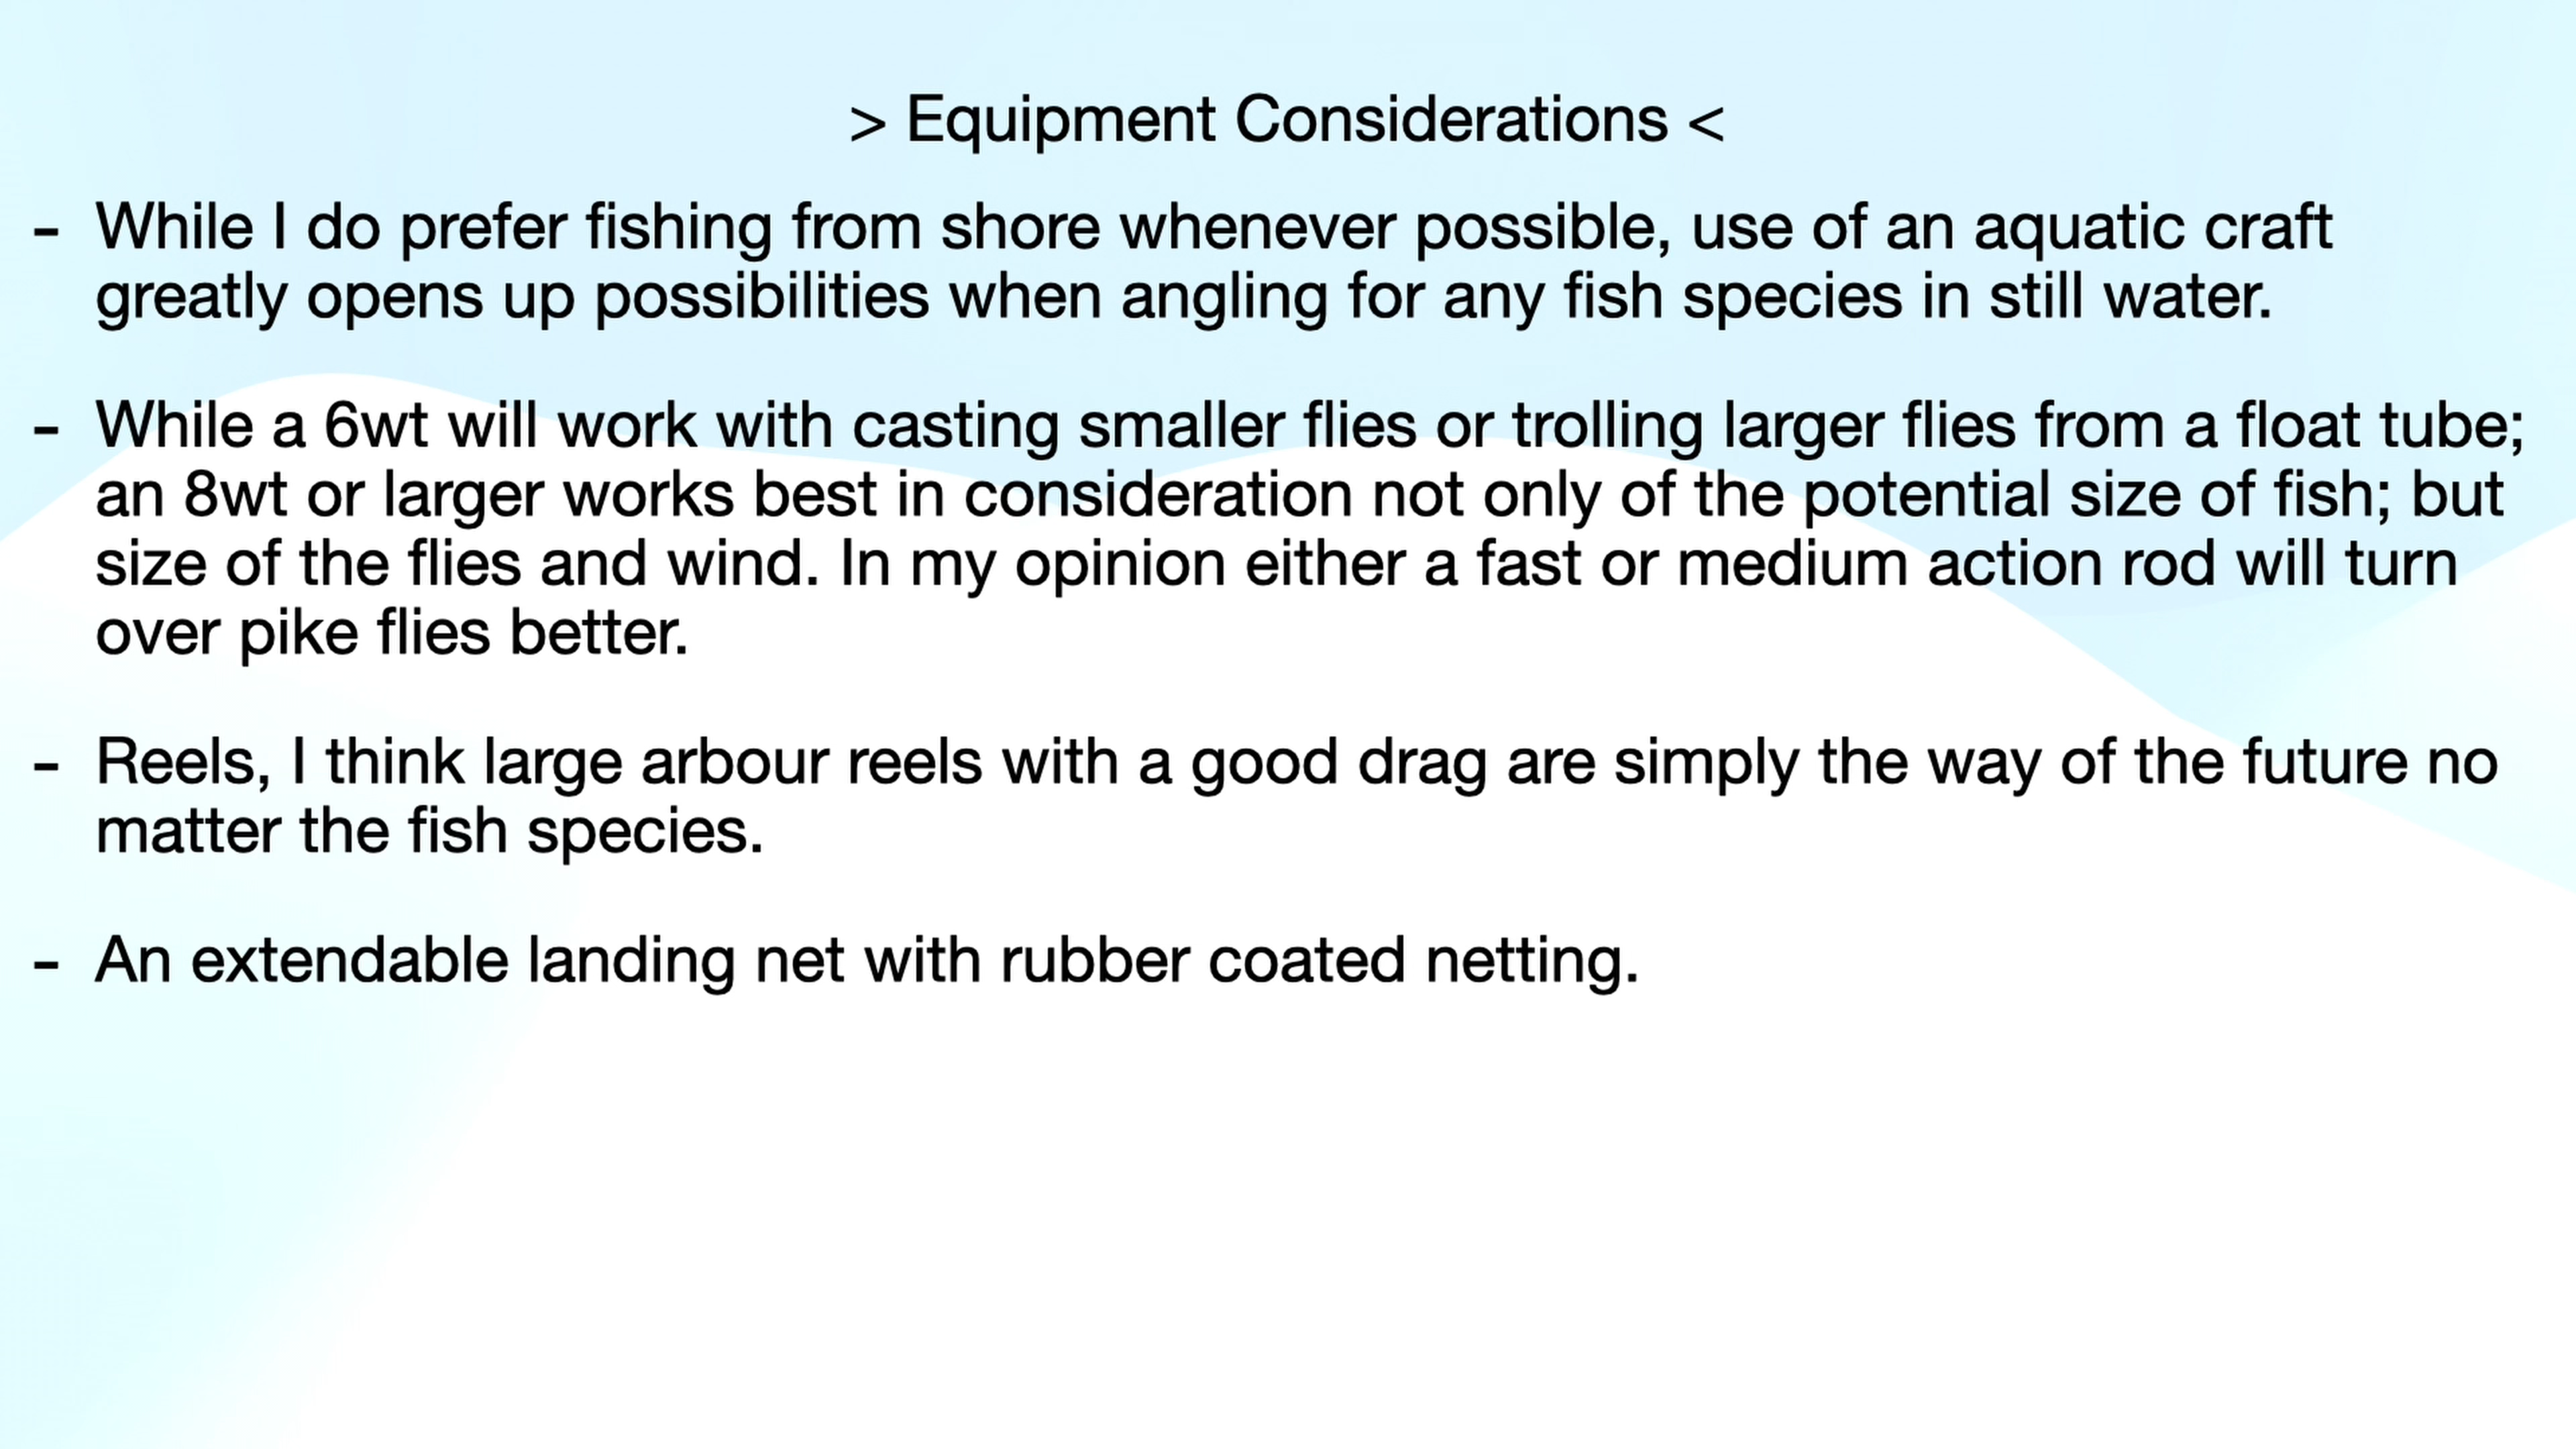 > Equipment Considerations <
- While I do prefer fishing from shore whenever possible, use of an aquatic craft
greatly opens up possibilities when angling for any fish species in still water.
- While a 6wt will work with casting smaller flies or trolling larger flies from a float tube;
an 8wt or larger works best in consideration not only of the potential size of fish; but
size of the flies and wind. In my opinion either a fast or medium action rod will turn
over pike flies better.
- Reels, I think large arbour reels with a good drag are simply the way of the future no
matter the fish species.
- An extendable landing net with rubber coated netting.